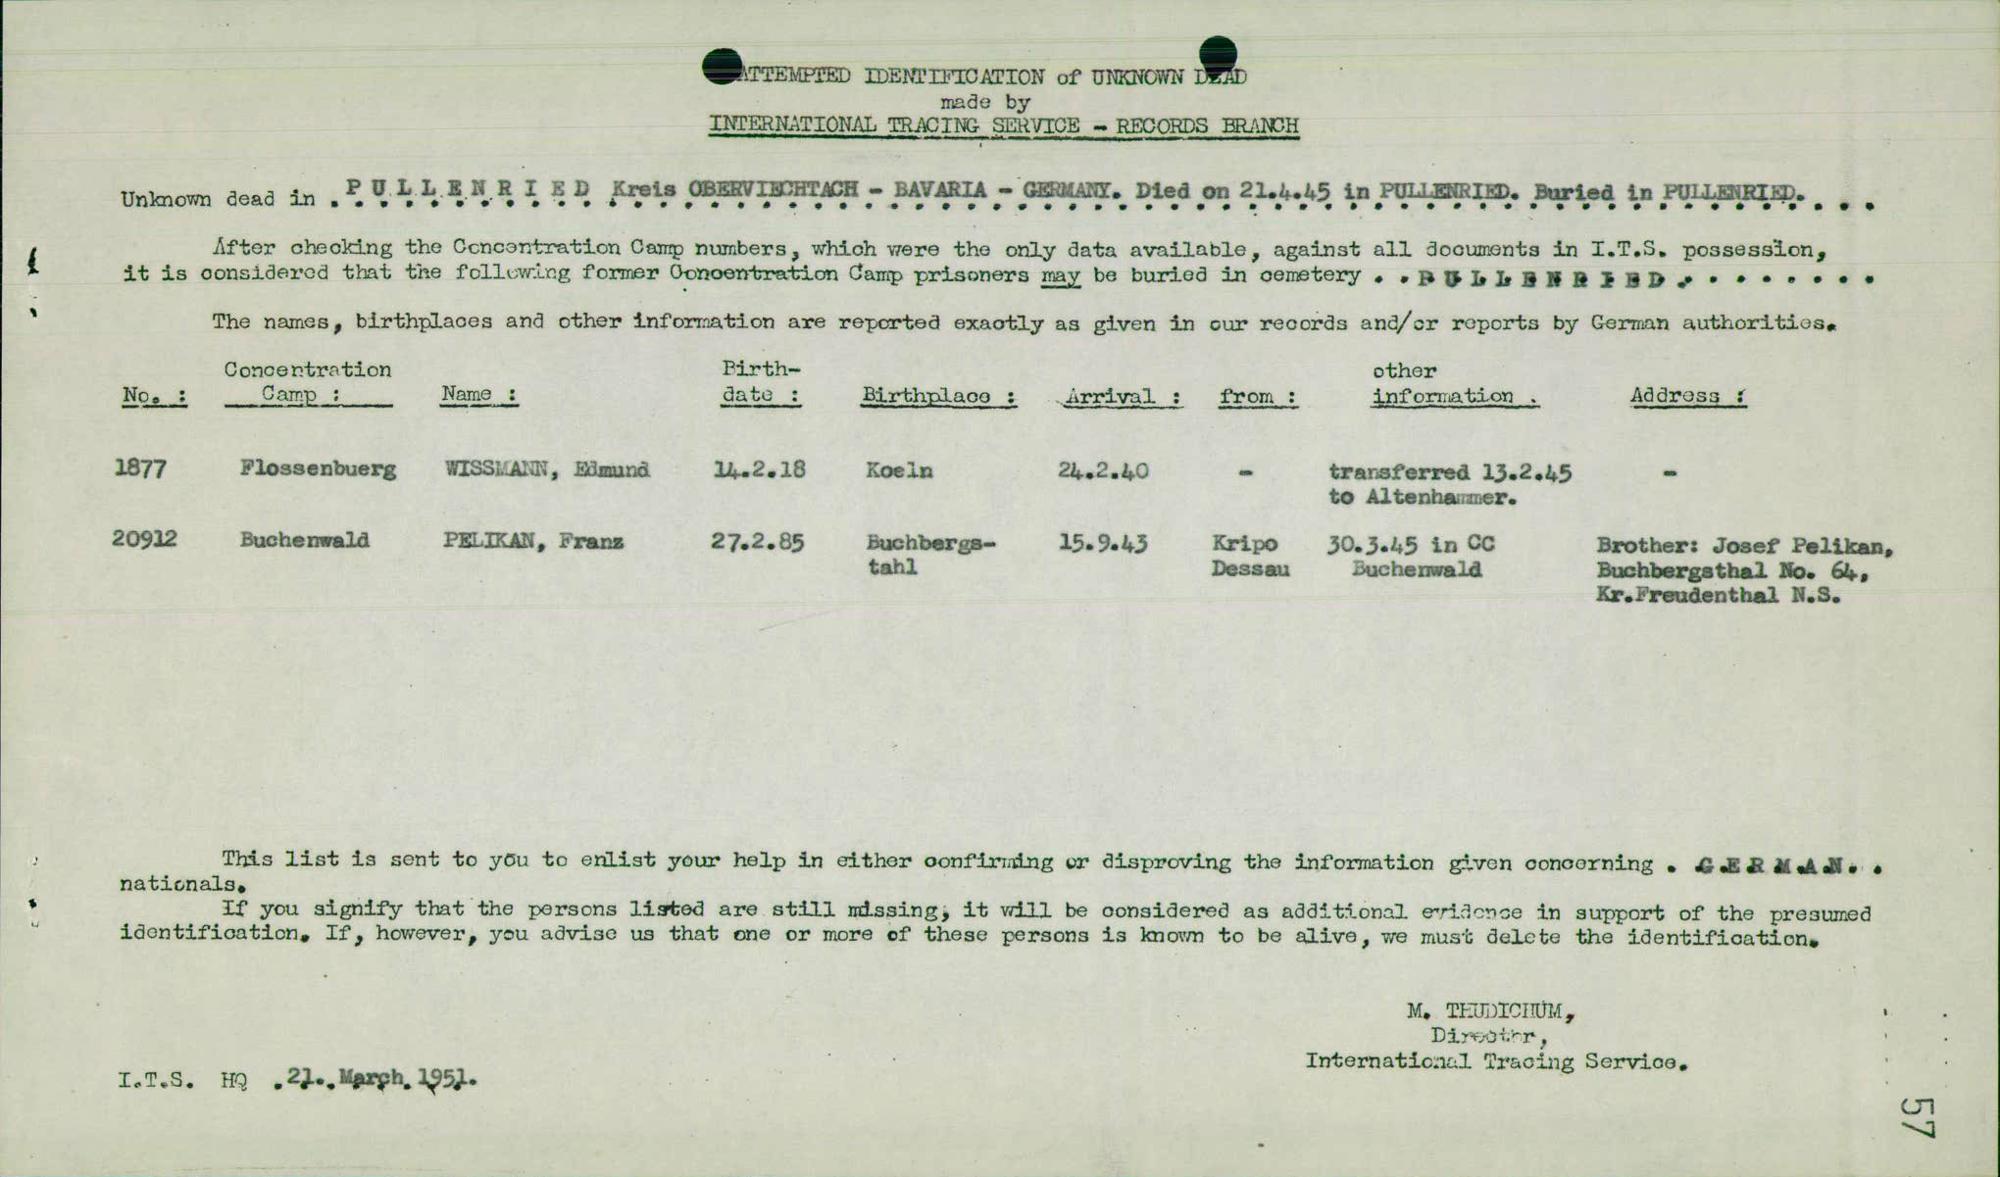 ATTEMPTED IDENTIFICATION of UNKNOWN DEAD
made by
INTERNATIONAL TRACING SERVICE - RECORDS BRANCH
Unknown dead in . P U L L E N R I E D Kreis OBERVIECHTACH - BAVARIA - GERMANY. Died on 21.4.45 in PULLENRIED. Buried in PULLENRIED. . . .
After checking the Concentration Camp numbers, which were the only data available, against all documents in I.T.S. possession,
it is considered that the following former Concentration Camp prisoners may be buried in cemetery . . P U L L E N R I E D . . . . . . . .
The names, birthplaces and other information are reported exactly as given in our records and/or reports by German authorities.
Concentration Birth- other
No. : Camp : Name : date : Birthplace : Arrival : from : information . Address :
1877 Flossenbuerg WISSMANN, Edmund 14.2.18 Koeln 24.2.40 - transferred 13.2.45 -
to Altenhammer.
20912 Buchenwald PELIKAN, Franz 27.2.85 Buchbergs- 15.9.43 Kripo 30.3.45 in CC Brother: Josef Pelikan,
tahl Dessau Buchenwald Buchbergsthal No. 64,
Kr.Freudenthal N.S.
This list is sent to you to enlist your help in either confirming or disproving the information given concerning . G.E.R.M.A.N. . .
nationals.
If you signify that the persons listed are still missing, it will be considered as additional evidence in support of the presumed
identification. If, however, you advise us that one or more of these persons is known to be alive, we must delete the identification.
M. THUDICHUM,
Director,
International Tracing Service.
I.T.S. HQ . 21. March. 1951.
57